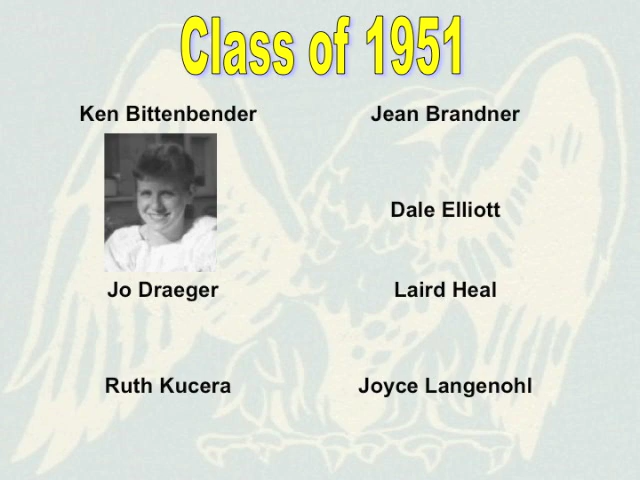 Class of 1951
Ken Bittenbender
Jean Brandner
Dale Elliott
Jo Draeger
Laird Heal
Ruth Kucera
Joyce Langenohl